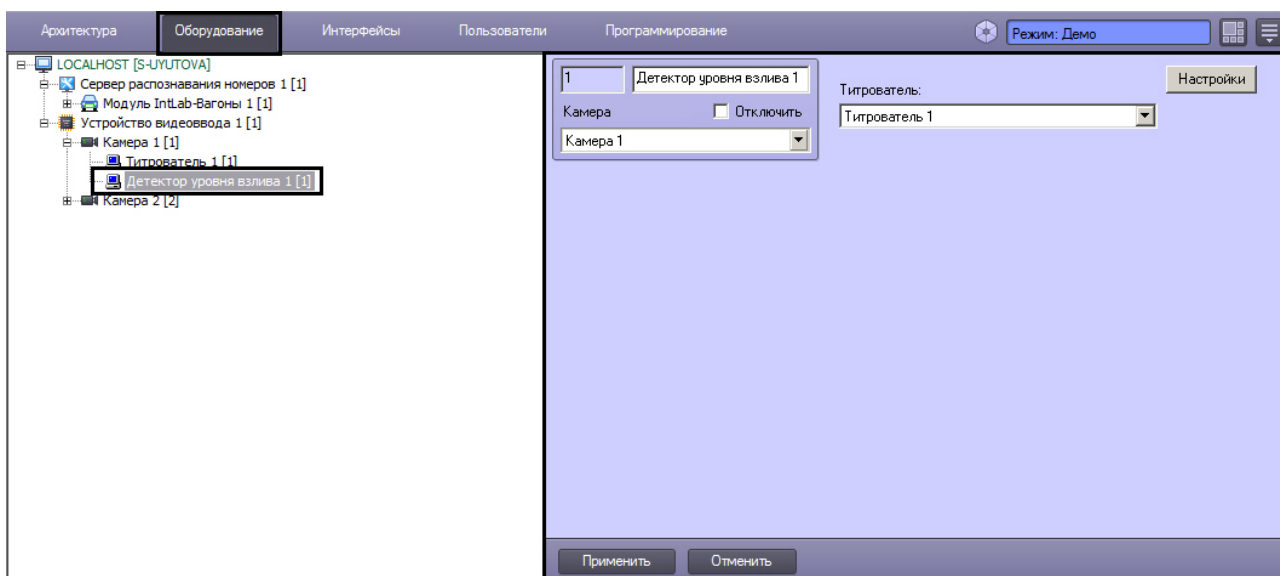 Архитектура Оборудование Интерфейсы Пользователи Программирование Режим: Демо
LOCALHOST [S-UYUTOVA]
Сервер распознавания номеров 1 [1]
Модуль IntLab-Вагоны 1 [1]
Устройство видеоввода 1 [1]
Камера 1 [1]
Титрователь 1 [1]
Детектор уровня взлива 1 [1]
Камера 2 [2]
1 Детектор уровня взлива 1
Камера Отключить
Камера 1
Титрователь:
Титрователь 1
Настройки
Применить Отменить